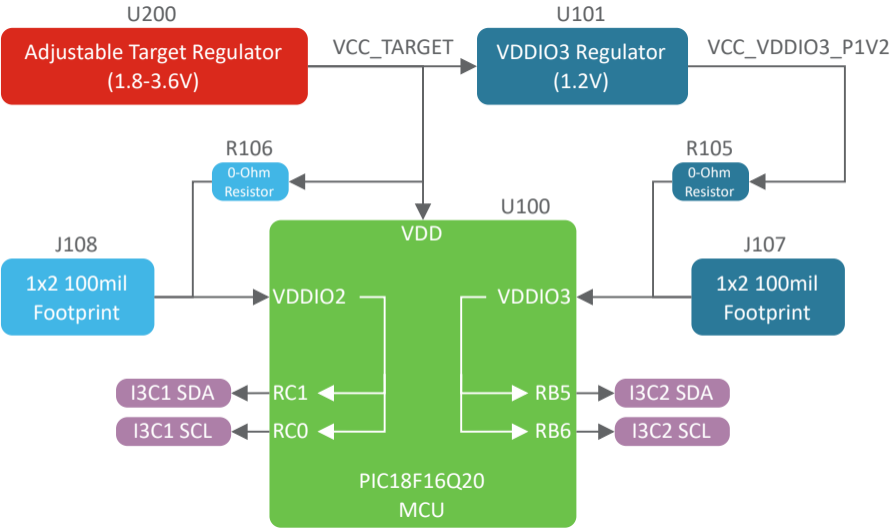 U200
Adjustable Target Regulator
(1.8-3.6V)
VCC_TARGET
U101
VDDIO3 Regulator
(1.2V)
VCC_VDDIO3_P1V2
R106
0-Ohm
Resistor
R105
0-Ohm
Resistor
U100
VDD
J108
1x2 100mil
Footprint
J107
1x2 100mil
Footprint
VDDIO2
VDDIO3
I3C1 SDA
RC1
RB5
I3C2 SDA
I3C1 SCL
RC0
RB6
I3C2 SCL
PIC18F16Q20
MCU